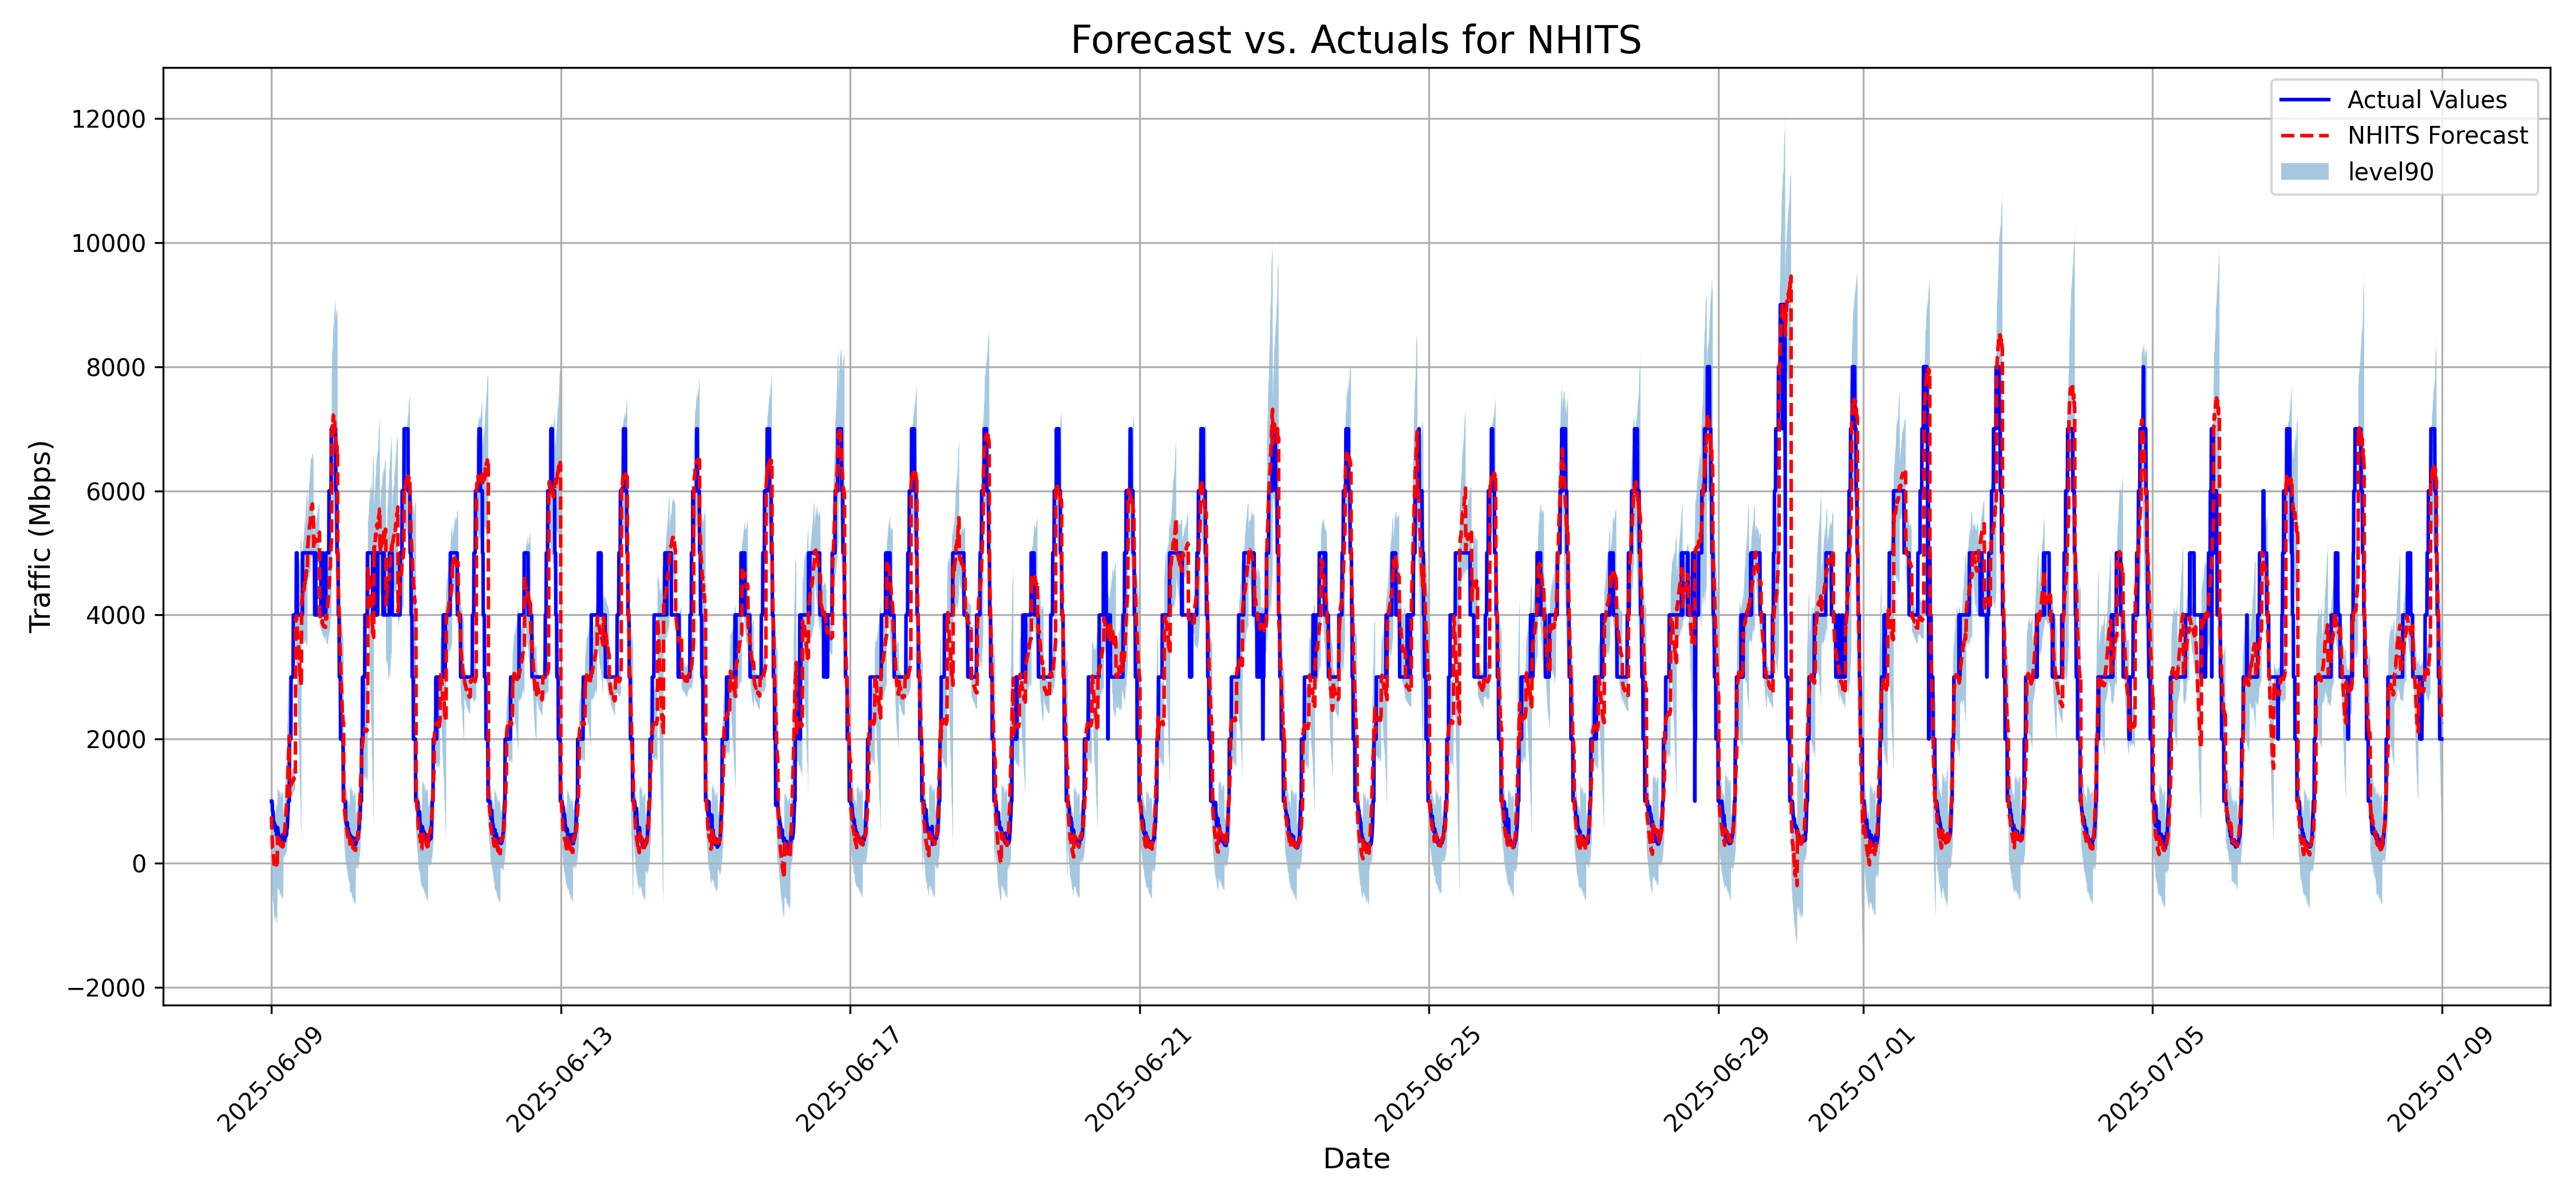 Forecast vs. Actuals for NHITS
Actual Values
NHITS Forecast
level90
Traffic (Mbps)
12000
10000
8000
6000
4000
2000
0
−2000
2025-06-09
2025-06-13
2025-06-17
2025-06-21
2025-06-25
2025-06-29
2025-07-01
2025-07-05
2025-07-09
Date